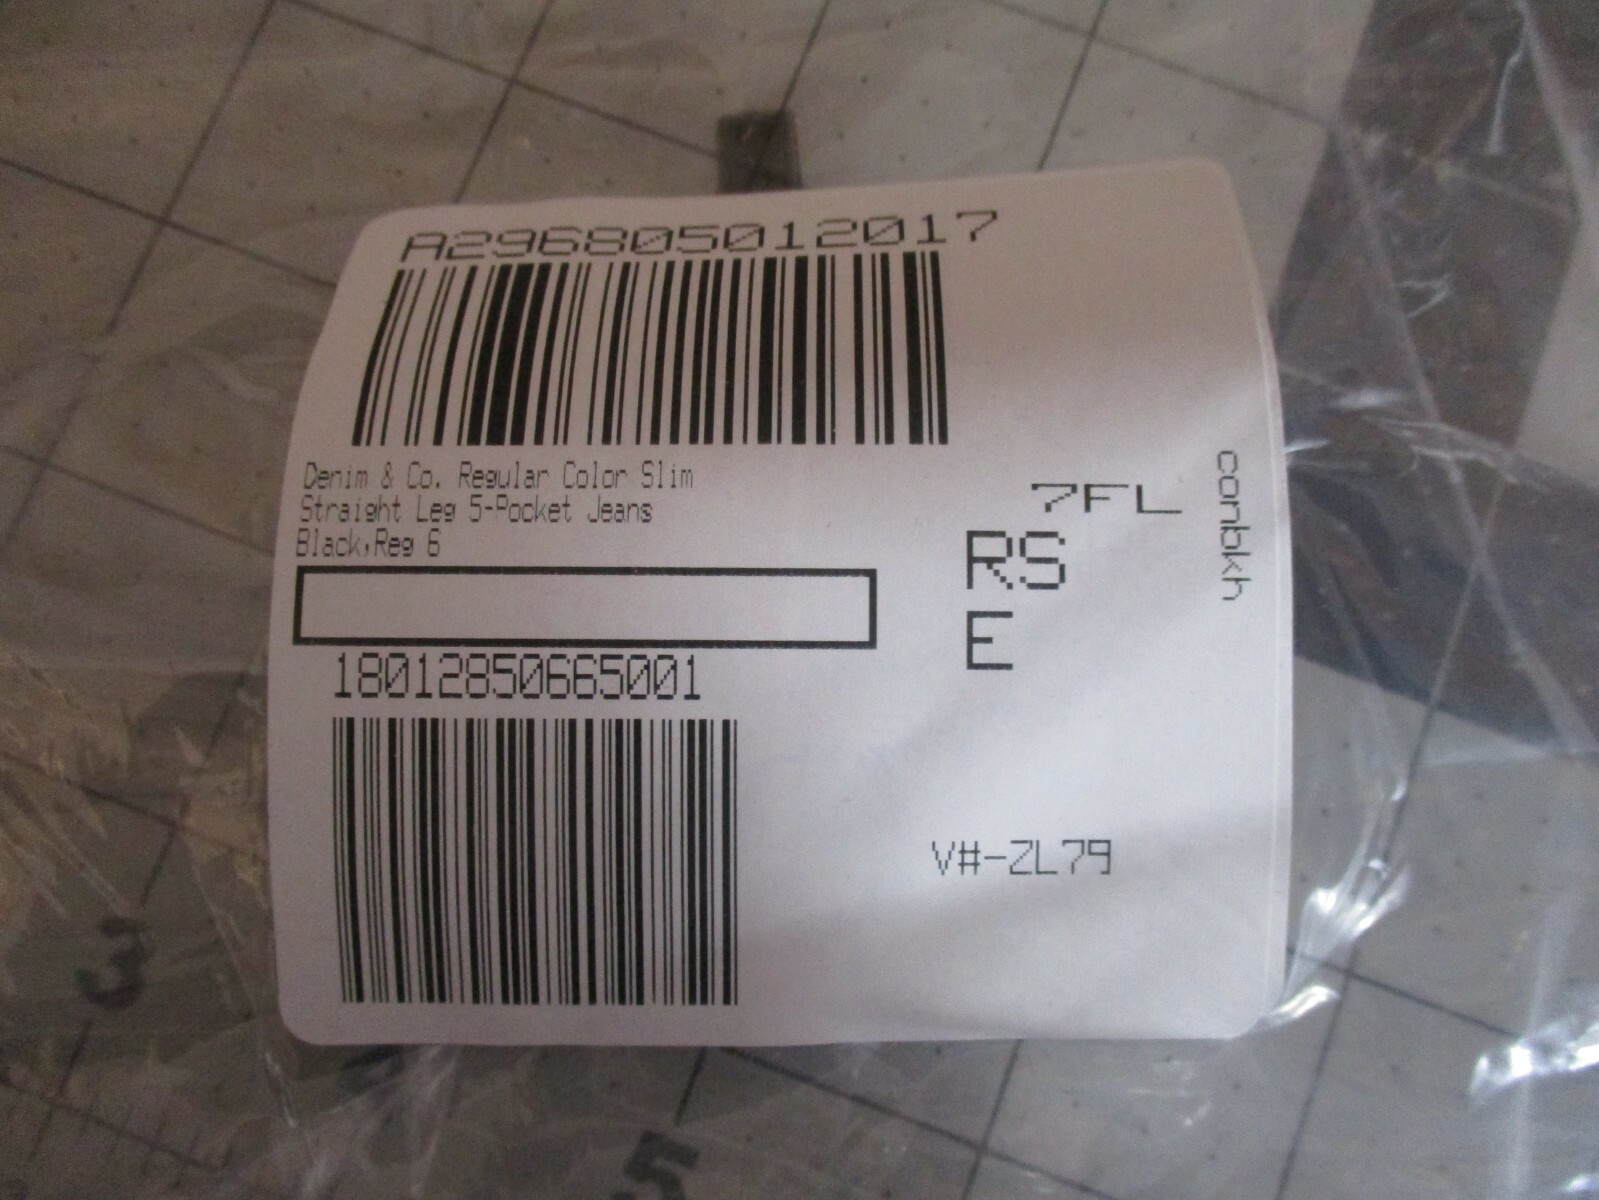 A296805012017
Denim & Co. Regular Color Slim
Straight Leg 5-Pocket Jeans
Black,Reg 6
18012850665001
7FL
RS
E
conbkh
V#-ZL79
3
5